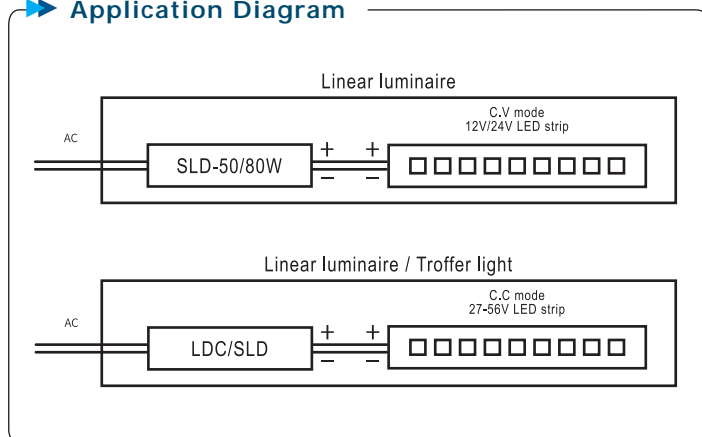 Application Diagram
Linear luminaire
C.V mode
12V/24V LED strip
AC
SLD-50/80W
+ +
− −
Linear luminaire / Troffer light
C.C mode
27-56V LED strip
AC
LDC/SLD
+ +
− −